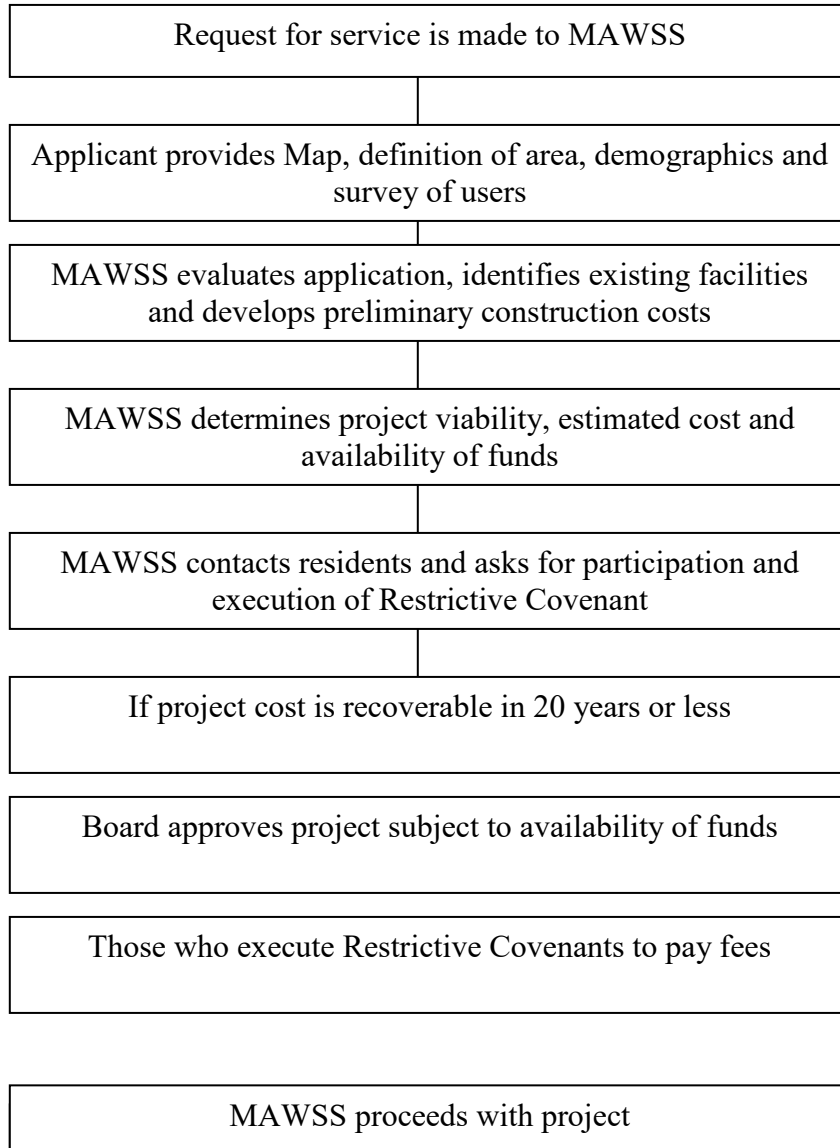 Request for service is made to MAWSS
Applicant provides Map, definition of area, demographics and
survey of users
MAWSS evaluates application, identifies existing facilities
and develops preliminary construction costs
MAWSS determines project viability, estimated cost and
availability of funds
MAWSS contacts residents and asks for participation and
execution of Restrictive Covenant
If project cost is recoverable in 20 years or less
Board approves project subject to availability of funds
Those who execute Restrictive Covenants to pay fees
MAWSS proceeds with project